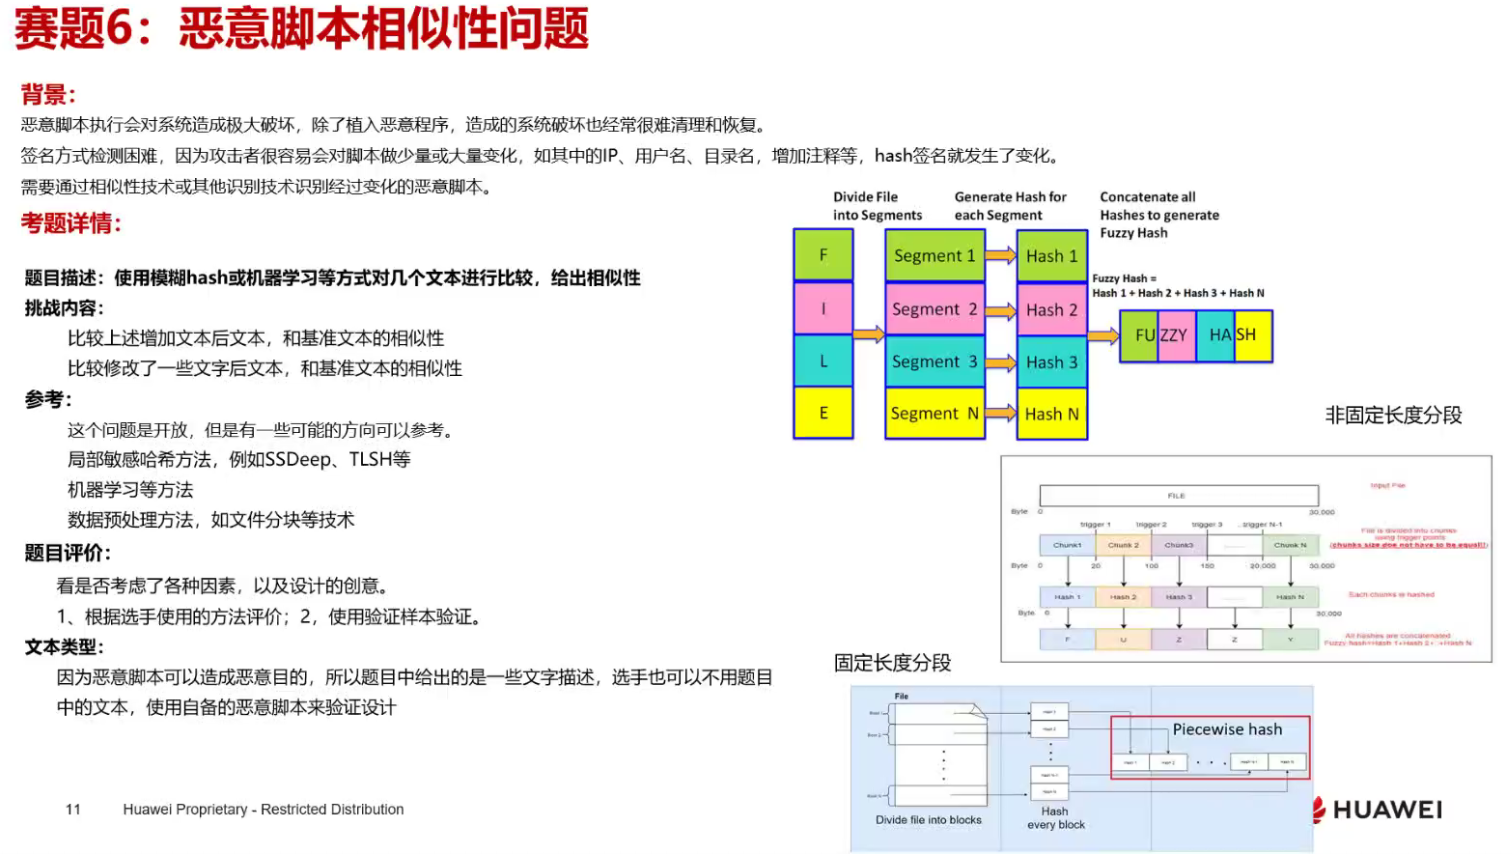 赛题6：恶意脚本相似性问题
背景：
恶意脚本执行会对系统造成极大破坏，除了植入恶意程序，造成的系统破坏也经常很难清理和恢复。
签名方式检测困难，因为攻击者很容易会对脚本做少量或大量变化，如其中的IP、用户名、目录名，增加注释等，hash签名就发生了变化。
需要通过相似性技术或其他识别技术识别经过变化的恶意脚本。
考题详情：
题目描述：使用模糊hash或机器学习等方式对几个文本进行比较，给出相似性
挑战内容：
比较上述增加文本后文本，和基准文本的相似性
比较修改了一些文字后文本，和基准文本的相似性
参考：
这个问题是开放，但是有一些可能的方向可以参考。
局部敏感哈希方法，例如SSDeep、TLSH等
机器学习等方法
数据预处理方法，如文件分块等技术
题目评价：
看是否考虑了各种因素，以及设计的创意。
1、根据选手使用的方法评价；2，使用验证样本验证。
文本类型：
因为恶意脚本可以造成恶意目的，所以题目中给出的是一些文字描述，选手也可以不用题目
中的文本，使用自备的恶意脚本来验证设计
Divide File
into Segments
Generate Hash for
each Segment
Concatenate all
Hashes to generate
Fuzzy Hash
F
Segment 1
Hash 1
I
Segment 2
Hash 2
L
Segment 3
Hash 3
E
Segment N
Hash N
Fuzzy Hash =
Hash 1 + Hash 2 + Hash 3 + Hash N
FU ZZY HA SH
非固定长度分段
FILE
Input File
Byte 0 30,000
trigger 1 trigger 2 trigger 3 ...trigger N-1
Chunk1 Chunk 2 Chunk3 Chunk N
File is divided into chunks
using trigger points
(chunks size doe not have to be equal!)
Byte 0 20 100 150 20,000 30,000
Hash 1 Hash 2 Hash 3 Hash N
Each chunks is hashed
Byte 0 30,000
F U Z Z Y
All hashes are concatenated
Fuzzy hash=Hash 1+Hash 2+..+Hash N
固定长度分段
File
Piecewise hash
Divide file into blocks
Hash
every block
11 Huawei Proprietary - Restricted Distribution
HUAWEI